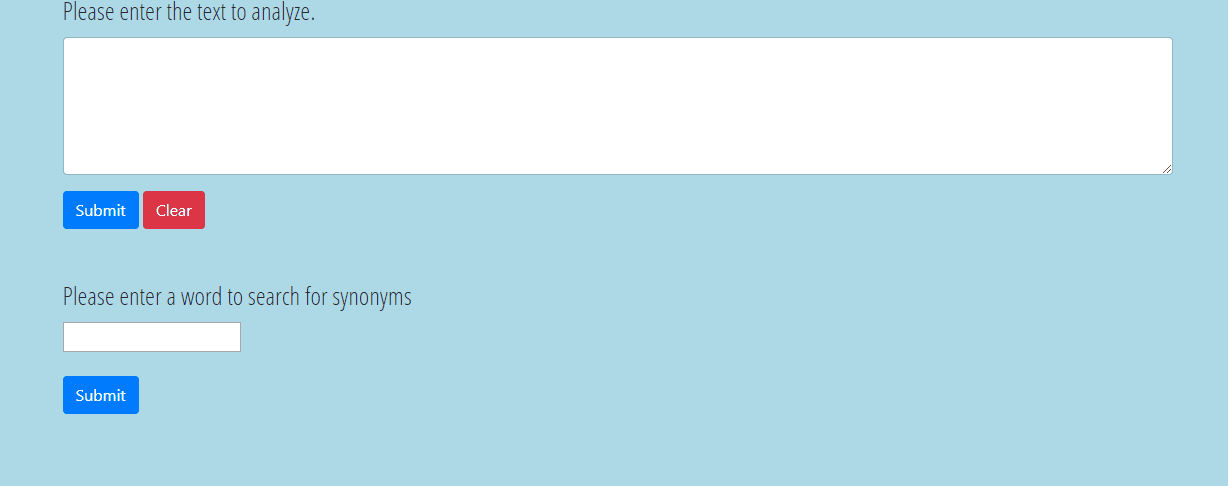 Please enter the text to analyze.
Submit Clear
Please enter a word to search for synonyms
Submit